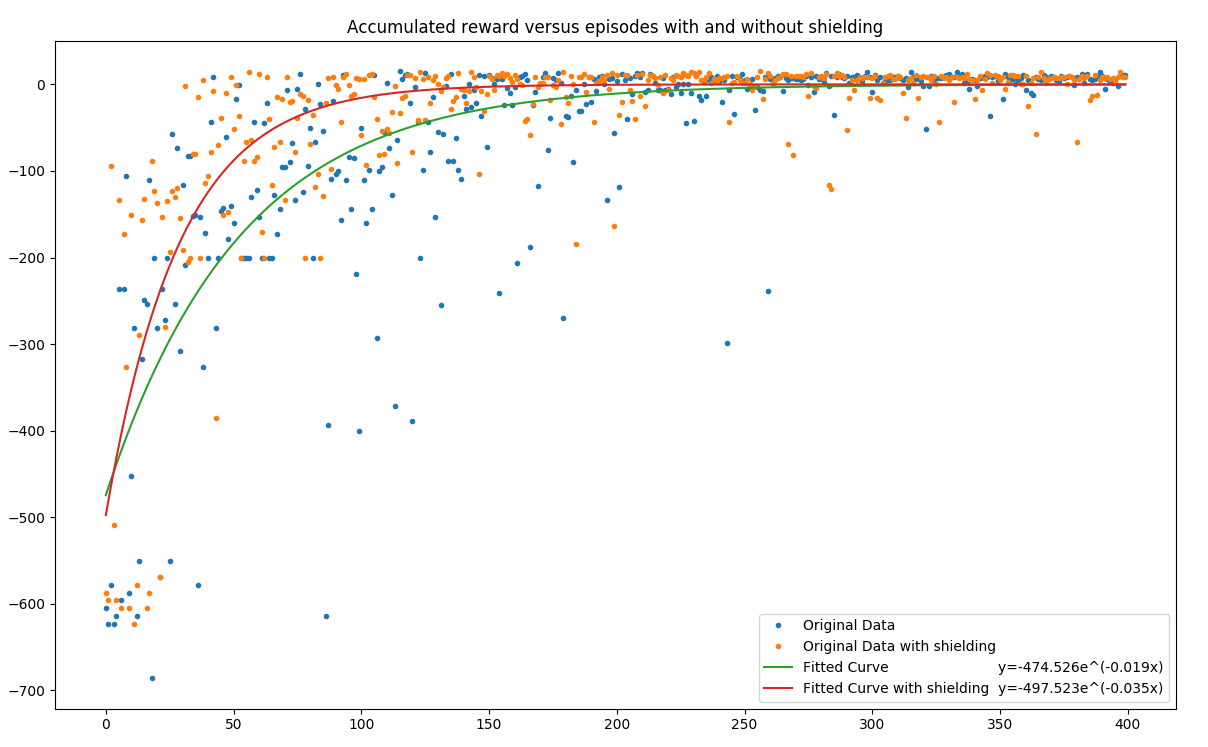 Accumulated reward versus episodes with and without shielding
0
−100
−200
−300
−400
−500
−600
−700
Original Data
Original Data with shielding
Fitted Curve y=-474.526e^(-0.019x)
Fitted Curve with shielding y=-497.523e^(-0.035x)
0 50 100 150 200 250 300 350 400